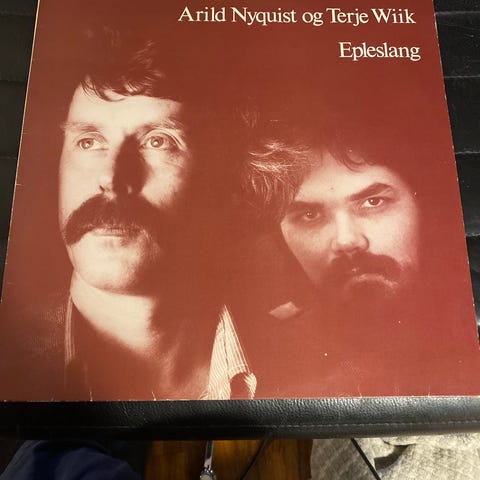 Arild Nyquist og Terje Wiik
Epleslang